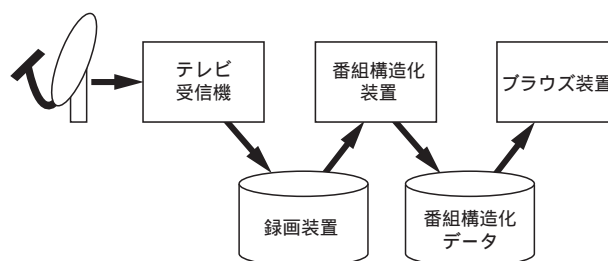 テレビ
受信機
番組構造化
装置
ブラウズ装置
録画装置
番組構造化
データ